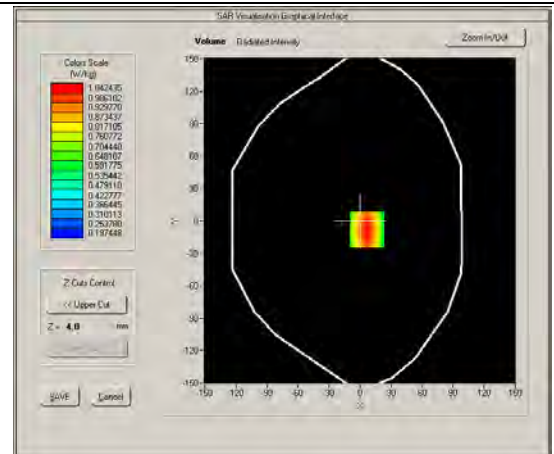 SAR Visualisation Graphical Interface
Volume Radiated Intensity
Zoom In/Out
Colors Scale
(W/kg)
1.042435
0.986102
0.929770
0.873437
0.817105
0.760772
0.704440
0.648107
0.591775
0.535442
0.479110
0.422777
0.366445
0.310113
0.253780
0.197448
150-
120-
90-
60-
30-
0-
-30-
-60-
-90-
-120-
-150-
Y
-150 -120 -90 -60 -30 0 30 60 90 120 150
X
Z Cuts Control
<< Upper Cut
Z = 4.0 mm
SAVE
Cancel